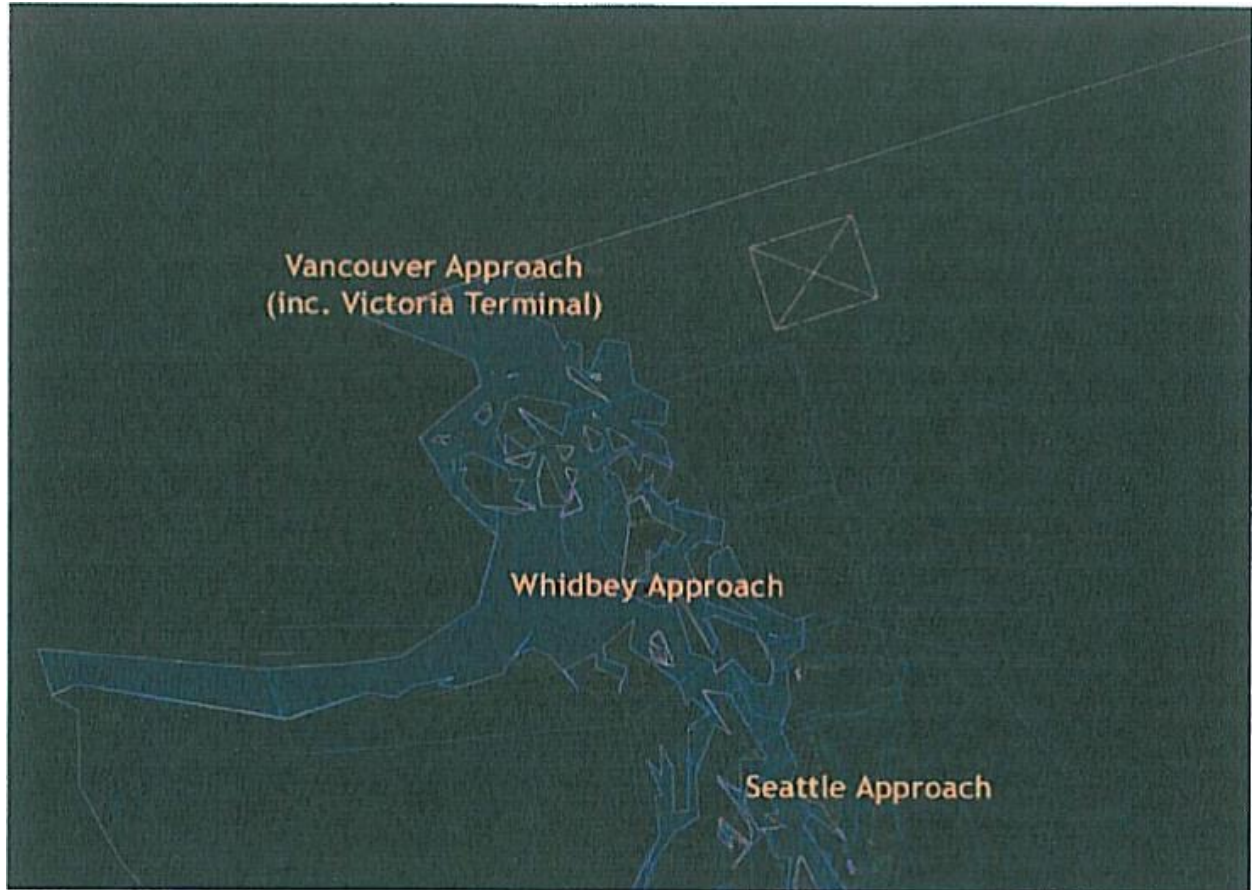 Vancouver Approach
(inc. Victoria Terminal)
Whidbey Approach
Seattle Approach